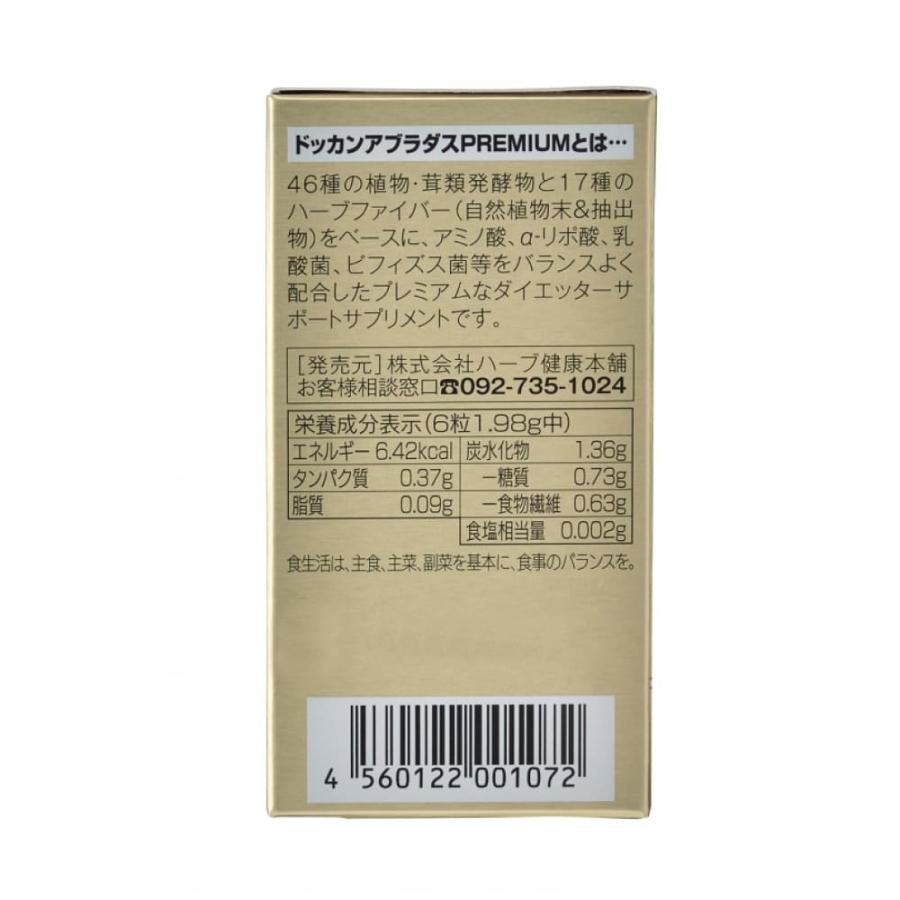 ドッカンアブラダスPREMIUMとは…
46種の植物・茸類発酵物と17種の
ハーブファイバー(自然植物末&抽出
物)をベースに、アミノ酸、α-リポ酸、乳
酸菌、ビフィズス菌等をバランスよく
配合したプレミアムなダイエッターサ
ポートサプリメントです。
[発売元]株式会社ハーブ健康本舗
お客様相談窓口☎092-735-1024
栄養成分表示(6粒1.98g中)
エネルギー 6.42kcal 炭水化物 1.36g
タンパク質 0.37g −糖質 0.73g
脂質 0.09g −食物繊維 0.63g
食塩相当量 0.002g
食生活は、主食、主菜、副菜を基本に、食事のバランスを。
4 560122 001072